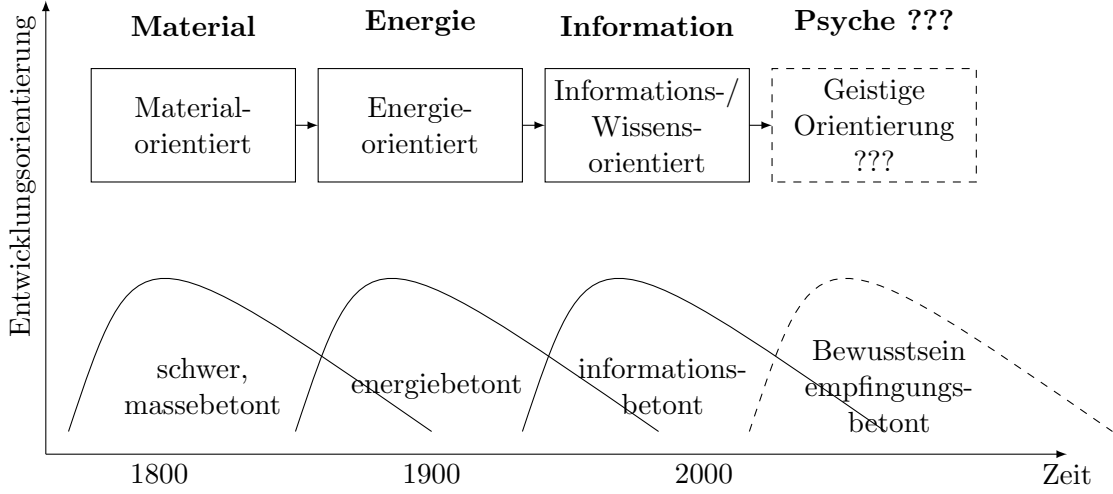 Entwicklungsorientierung
Material
Energie
Information
Psyche ???
Material-
orientiert
Energie-
orientiert
Informations-/
Wissens-
orientiert
Geistige
Orientierung
???
schwer,
massebetont
energiebetont
informations-
betont
Bewusstsein
empfingungs-
betont
1800
1900
2000
Zeit